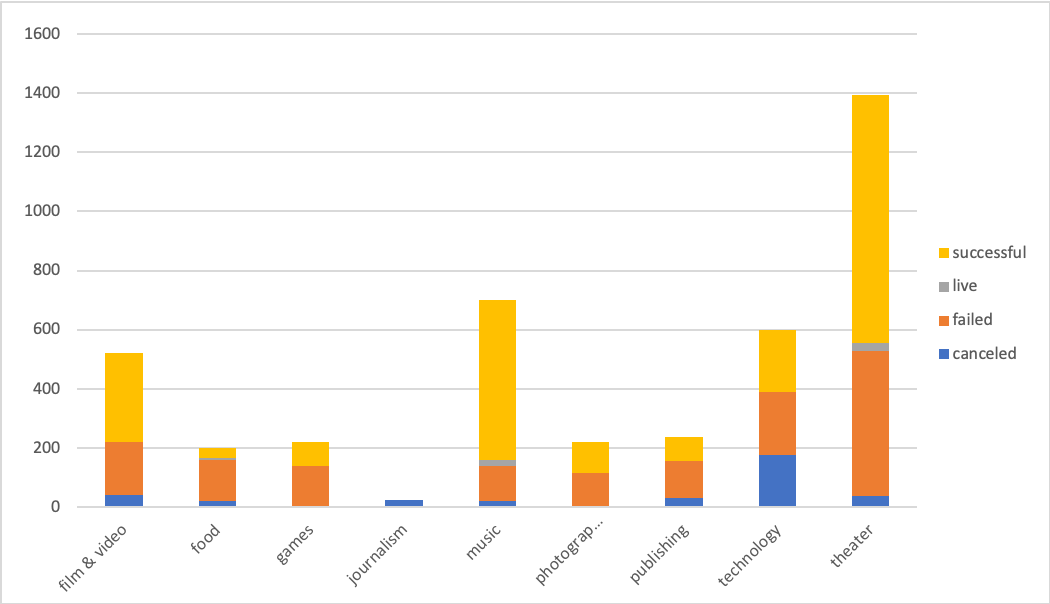 1600
1400
1200
1000
800
600
400
200
0
film & video
food
games
journalism
music
photograp...
publishing
technology
theater
successful
live
failed
canceled